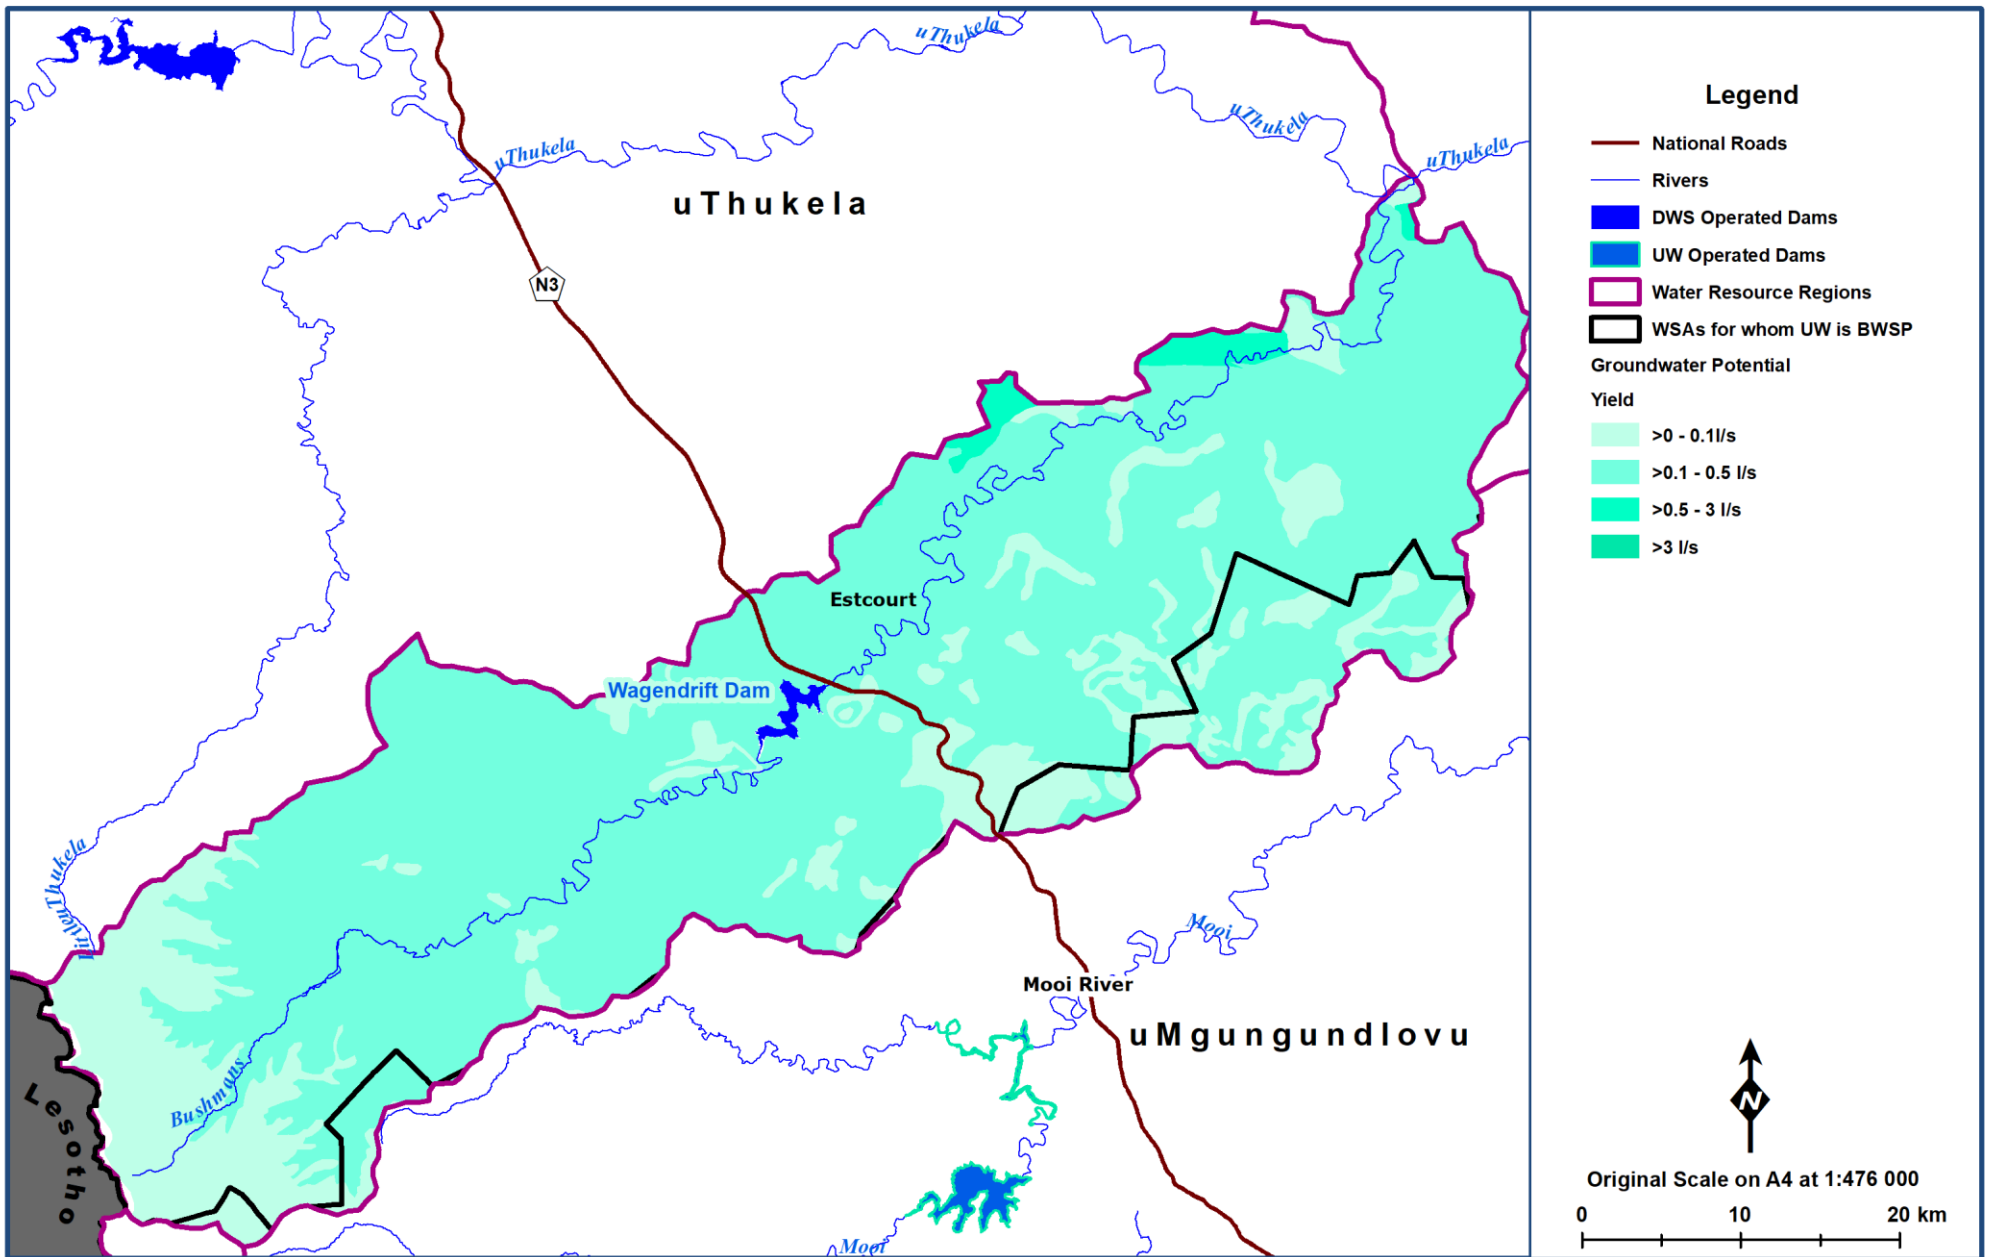 uThukela
uThukela
uThukela
uThukela
uThukela
N3
Estcourt
Wagendrift Dam
LittleuThukela
Bushmans
Mooi
Mooi River
uMgungundlovu
Lesotho
Mooi
Legend
National Roads
Rivers
DWS Operated Dams
UW Operated Dams
Water Resource Regions
WSAs for whom UW is BWSP
Groundwater Potential
Yield
>0 - 0.1l/s
>0.1 - 0.5 l/s
>0.5 - 3 l/s
>3 l/s
N
Original Scale on A4 at 1:476 000
0 10 20 km